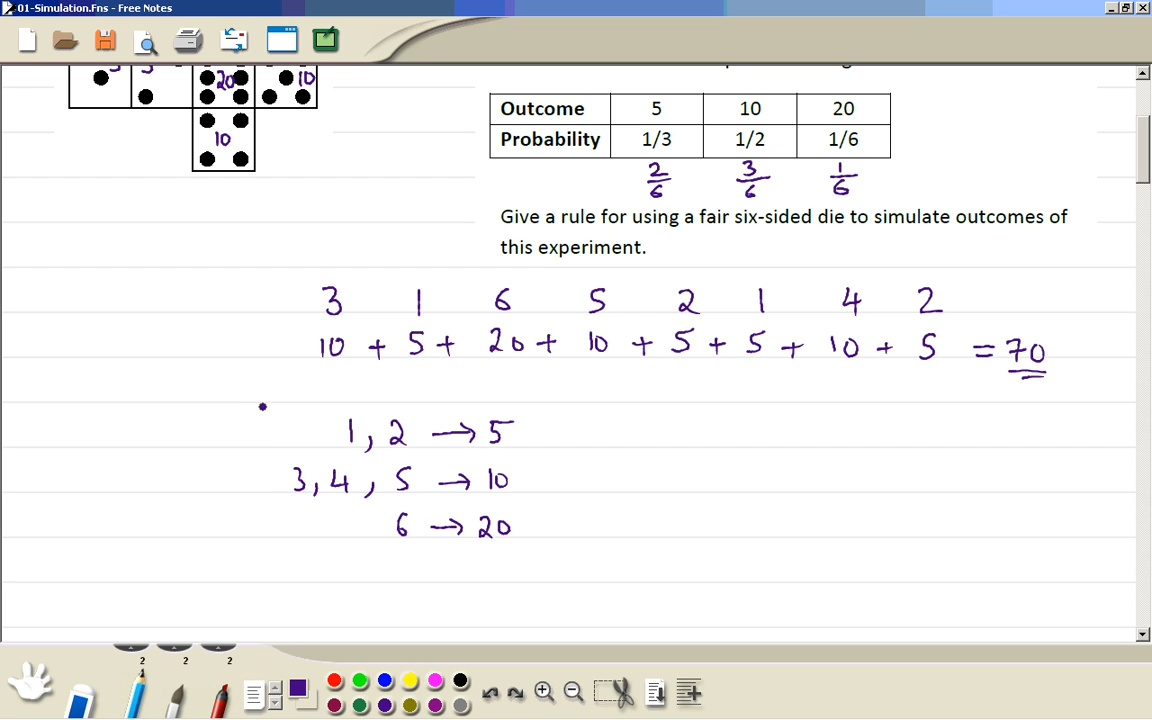 01-Simulation.Fns - Free Notes
20 10
10
Outcome 5 10 20
Probability 1/3 1/2 1/6
2/6 3/6 1/6
Give a rule for using a fair six-sided die to simulate outcomes of
this experiment.
3 1 6 5 2 1 4 2
10 + 5 + 20 + 10 + 5 + 5 + 10 + 5 = 70
1, 2 → 5
3, 4, 5 → 10
6 → 20
2 2 2